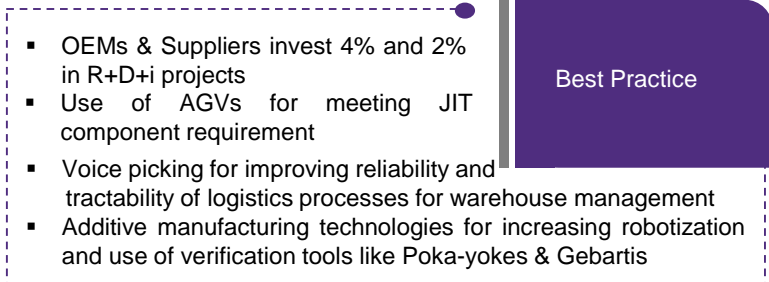 ▪ OEMs & Suppliers invest 4% and 2%
in R+D+i projects
▪ Use of AGVs for meeting JIT
component requirement
▪ Voice picking for improving reliability and
tractability of logistics processes for warehouse management
▪ Additive manufacturing technologies for increasing robotization
and use of verification tools like Poka-yokes & Gebartis
Best Practice